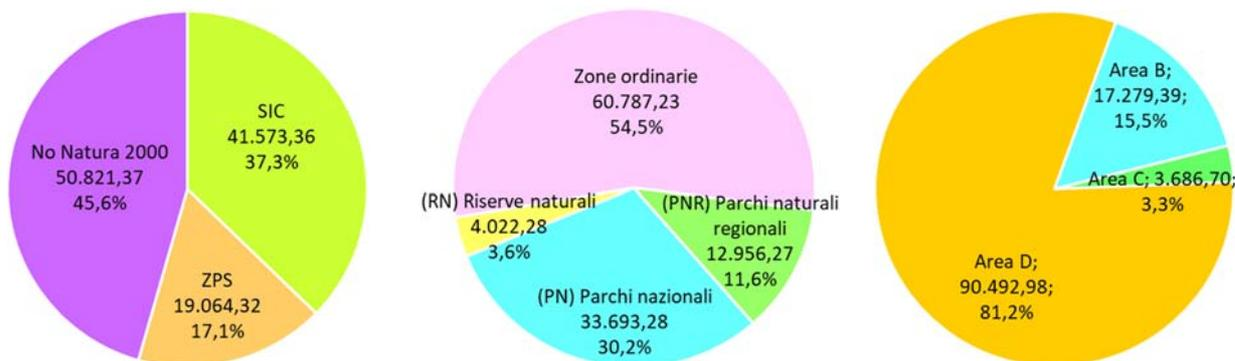 SIC
41.573,36
37,3%
No Natura 2000
50.821,37
45,6%
ZPS
19.064,32
17,1%
Zone ordinarie
60.787,23
54,5%
(RN) Riserve naturali
4.022,28
3,6%
(PNR) Parchi naturali
regionali
12.956,27
11,6%
(PN) Parchi nazionali
33.693,28
30,2%
Area B;
17.279,39;
15,5%
Area C; 3.686,70;
3,3%
Area D;
90.492,98;
81,2%